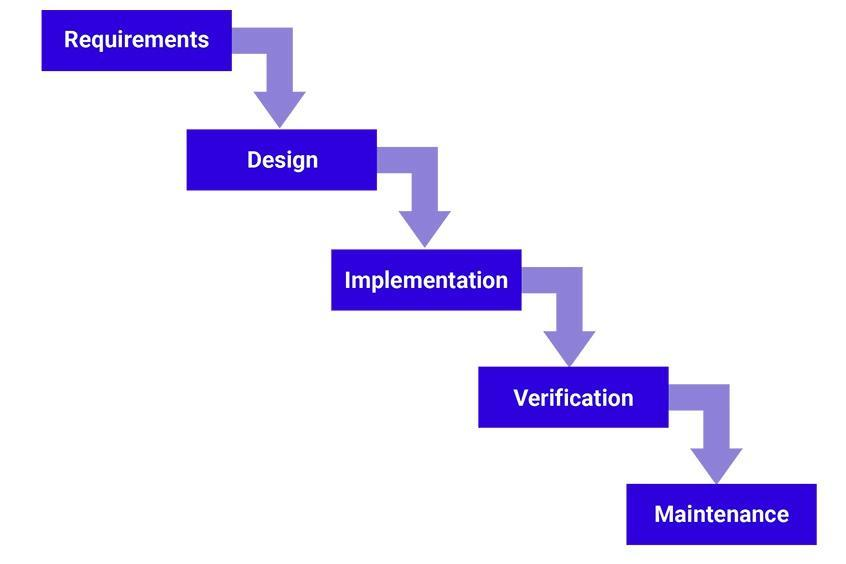 Requirements
Design
Implementation
Verification
Maintenance